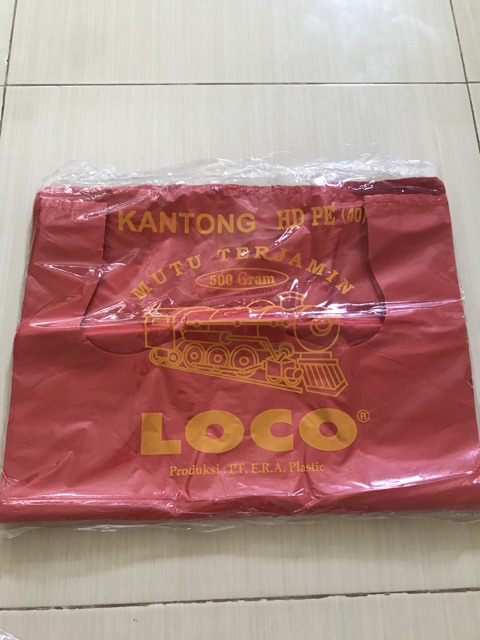 KANTONG HD PE (40)
MUTU TERJAMIN
500 Gram
LOCO ®
Produksi : PT. E.R.A. Plastic